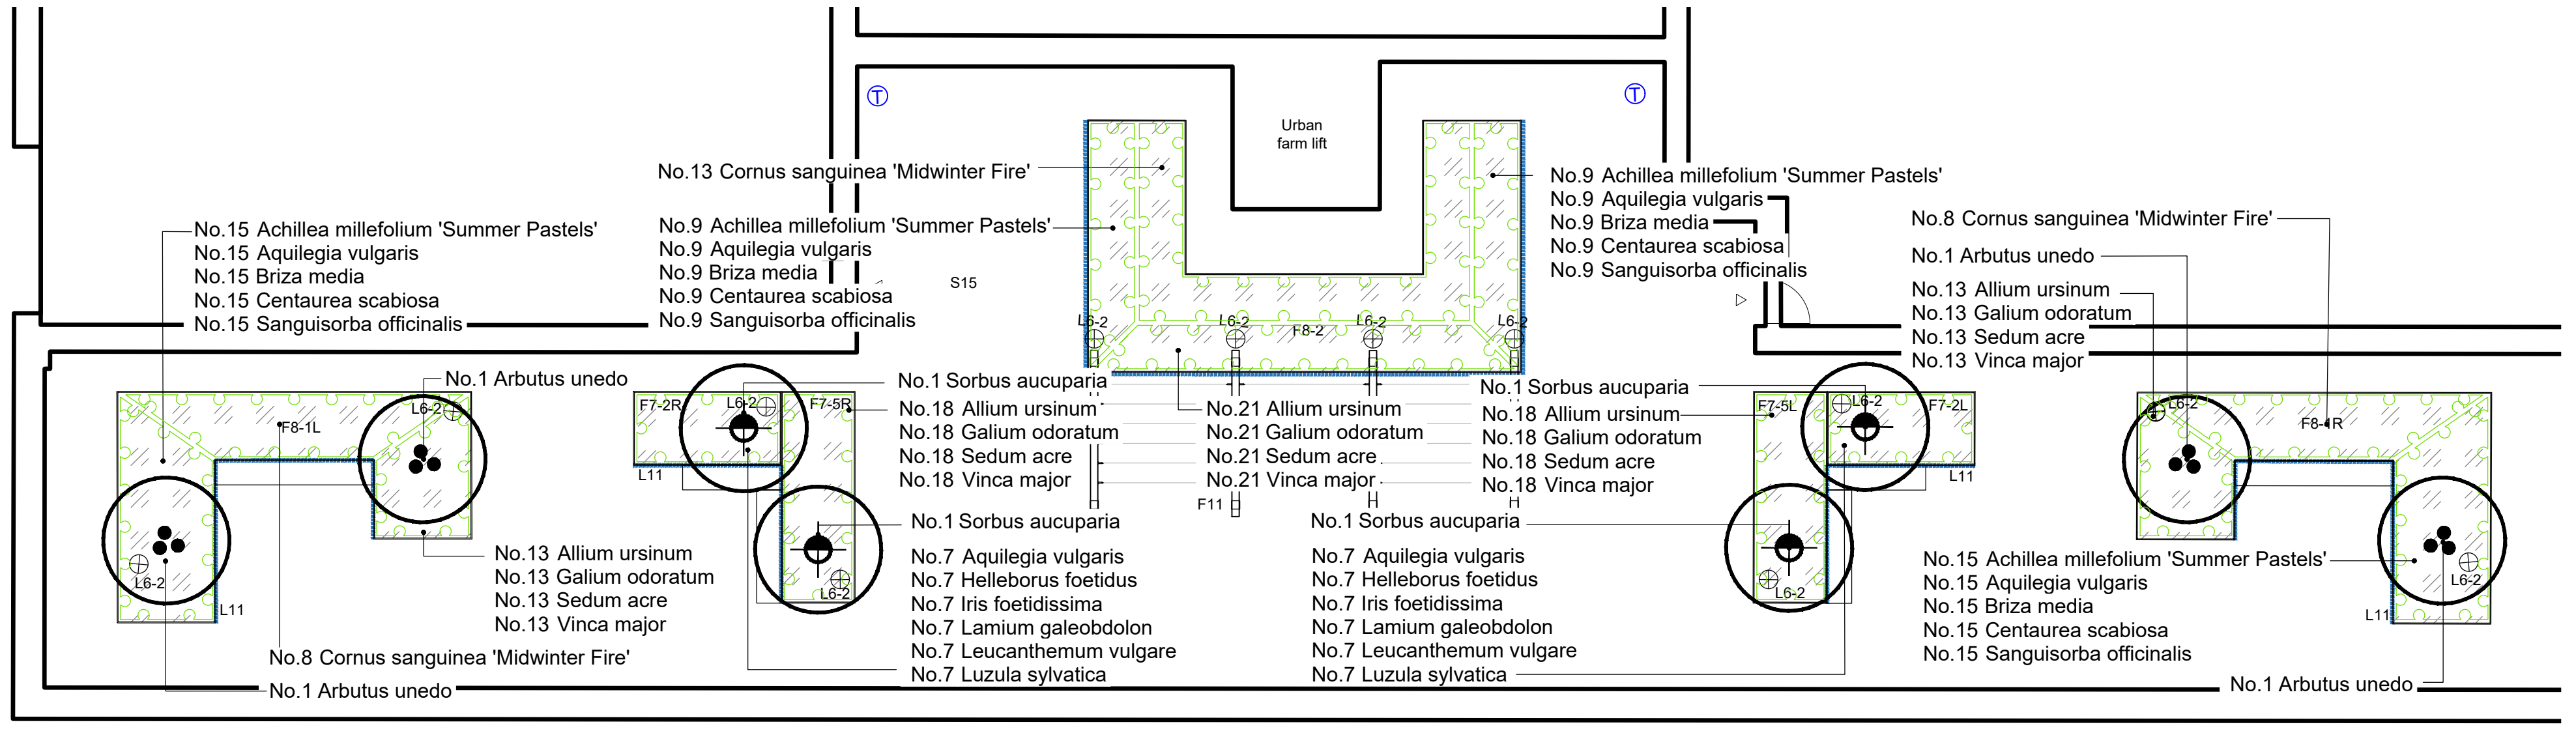 T
T
Urban
farm lift
No.13 Cornus sanguinea 'Midwinter Fire'
No.9 Achillea millefolium 'Summer Pastels'
No.9 Aquilegia vulgaris
No.9 Briza media
No.9 Centaurea scabiosa
No.9 Sanguisorba officinalis
No.15 Achillea millefolium 'Summer Pastels'
No.15 Aquilegia vulgaris
No.15 Briza media
No.15 Centaurea scabiosa
No.15 Sanguisorba officinalis
No.9 Achillea millefolium 'Summer Pastels'
No.9 Aquilegia vulgaris
No.9 Briza media
No.9 Centaurea scabiosa
No.9 Sanguisorba officinalis
S15
No.8 Cornus sanguinea 'Midwinter Fire'
No.1 Arbutus unedo
No.13 Allium ursinum
No.13 Galium odoratum
No.13 Sedum acre
No.13 Vinca major
L6-2
L6-2
F8-2
L6-2
L6-2
No.1 Arbutus unedo
L6-2
F8-1L
L6-2
L11
F7-2R
L6-2
F7-5R
L11
L6-2
No.1 Sorbus aucuparia
No.18 Allium ursinum
No.18 Galium odoratum
No.18 Sedum acre
No.18 Vinca major
No.21 Allium ursinum
No.21 Galium odoratum
No.21 Sedum acre
No.21 Vinca major
F11
No.1 Sorbus aucuparia
No.18 Allium ursinum
No.18 Galium odoratum
No.18 Sedum acre
No.18 Vinca major
F7-5L
L6-2
F7-2L
L11
L6-2
L6-2
F8-1R
L6-2
L11
No.13 Allium ursinum
No.13 Galium odoratum
No.13 Sedum acre
No.13 Vinca major
No.8 Cornus sanguinea 'Midwinter Fire'
No.1 Arbutus unedo
No.1 Sorbus aucuparia
No.7 Aquilegia vulgaris
No.7 Helleborus foetidus
No.7 Iris foetidissima
No.7 Lamium galeobdolon
No.7 Leucanthemum vulgare
No.7 Luzula sylvatica
No.1 Sorbus aucuparia
No.7 Aquilegia vulgaris
No.7 Helleborus foetidus
No.7 Iris foetidissima
No.7 Lamium galeobdolon
No.7 Leucanthemum vulgare
No.7 Luzula sylvatica
No.15 Achillea millefolium 'Summer Pastels'
No.15 Aquilegia vulgaris
No.15 Briza media
No.15 Centaurea scabiosa
No.15 Sanguisorba officinalis
No.1 Arbutus unedo